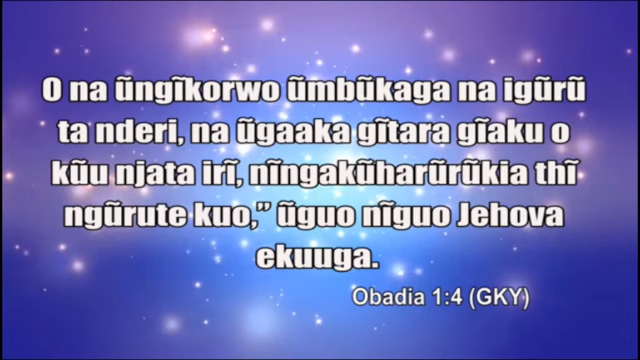 O na ũngĩkorwo ũmbũkaga na igũrũ
ta nderi, na ũgaaka gĩtara gĩaku o
kũu njata irĩ, nĩngakũharũrũkia thĩ
ngũrute kuo,” ũguo nĩguo Jehova
ekuuga.
Obadia 1:4 (GKY)